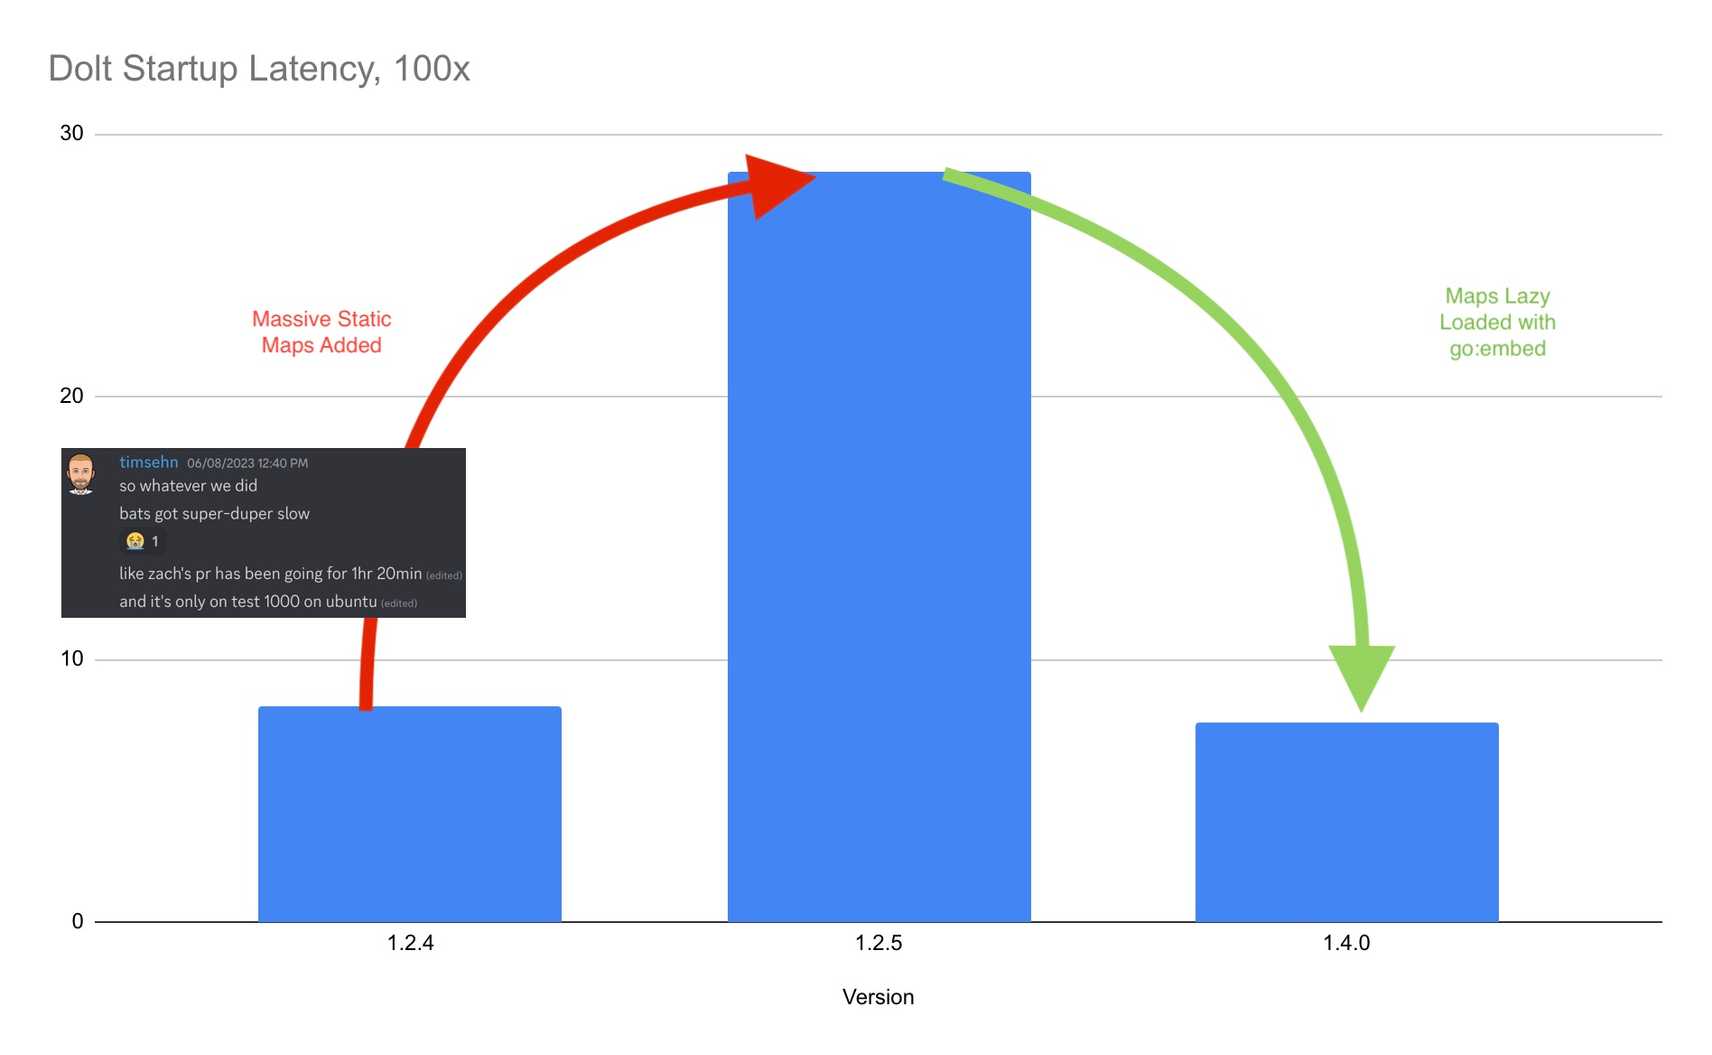 Dolt Startup Latency, 100x
30
Massive Static
Maps Added
Maps Lazy
Loaded with
go:embed
20
timsehn 06/08/2023 12:40 PM
so whatever we did
bats got super-duper slow
😭 1
like zach's pr has been going for 1hr 20min (edited)
and it's only on test 1000 on ubuntu (edited)
10
0
1.2.4 1.2.5 1.4.0
Version